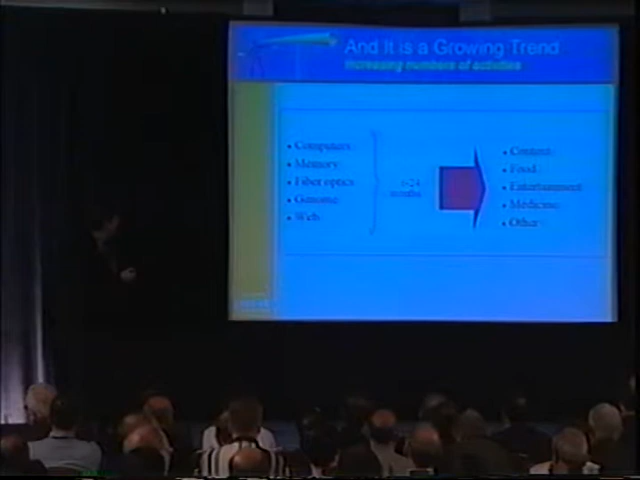 And It is a Growing Trend
Increasing numbers of activities
• Computers
• Memory
• Fiber optics
• Genome
• Web
months
• Content
• Food
• Entertainment
• Medicine
• Other